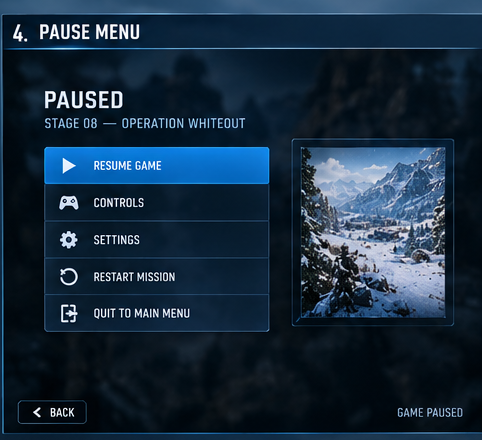 4. PAUSE MENU
PAUSED
STAGE 08 — OPERATION WHITEOUT
RESUME GAME
CONTROLS
SETTINGS
RESTART MISSION
QUIT TO MAIN MENU
BACK
GAME PAUSED